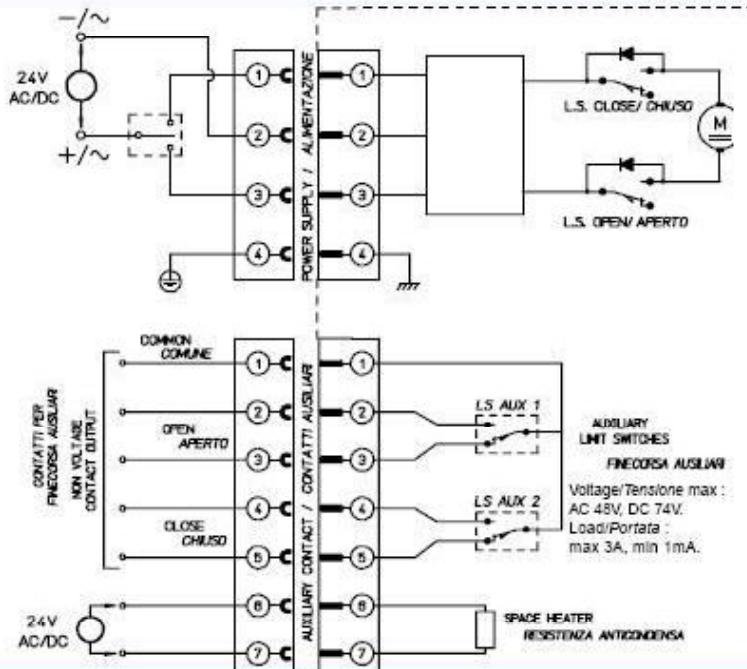 −/∼
24V
AC/DC
+/∼
1
2
3
4
POWER SUPPLY / ALIMENTAZIONE
1
2
3
4
L.S. CLOSE/ CHIUSO
M
L.S. OPEN/ APERTO
CONTATTI PER
FINECORSA AUSILIARI
NON VOLTAGE
CONTACT OUTPUT
COMMON
COMUNE
OPEN
APERTO
CLOSE
CHIUSO
24V
AC/DC
1
2
3
4
5
6
7
AUXILIARY CONTACT / CONTATTI AUSILIARI
1
2
3
4
5
6
7
LS AUX 1
LS AUX 2
AUXILIARY
LIMIT SWITCHES
FINECORSA AUSILIARI
Voltage/Tensione max :
AC 48V, DC 74V.
Load/Portata :
max 3A, min 1mA.
SPACE HEATER
RESISTENZA ANTICONDENSA